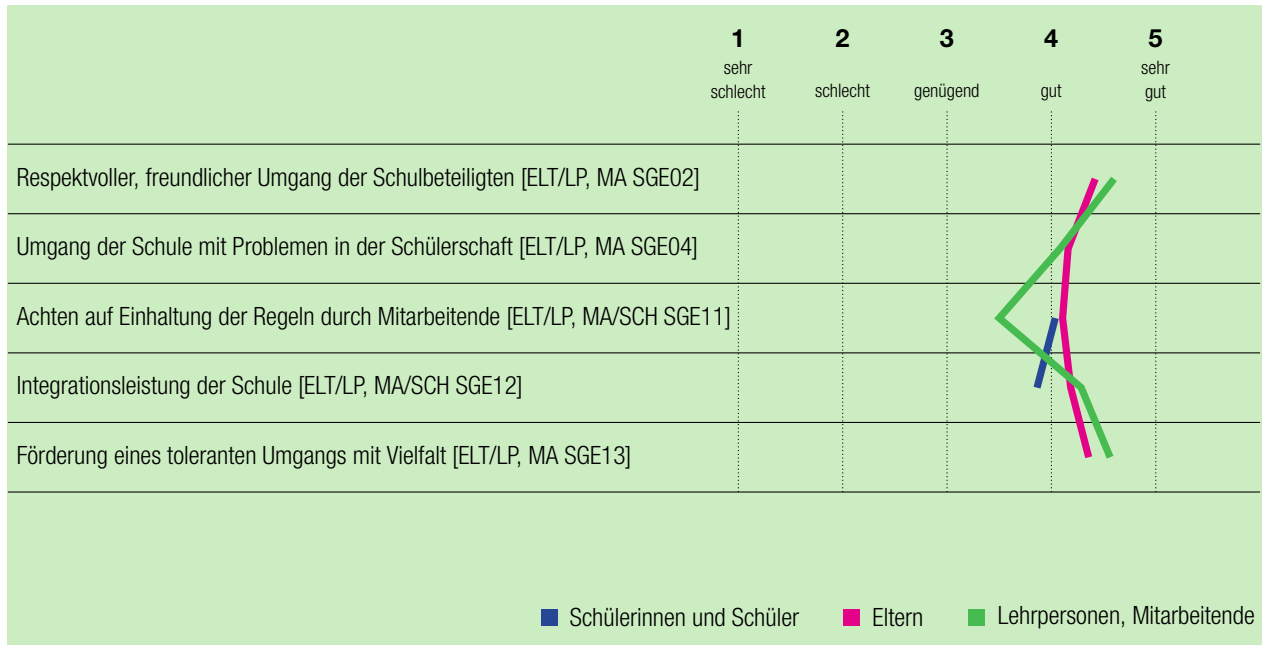 1 2 3 4 5
sehr schlecht schlecht genügend gut sehr gut
Respektvoller, freundlicher Umgang der Schulbeteiligten [ELT/LP, MA SGE02]
Umgang der Schule mit Problemen in der Schülerschaft [ELT/LP, MA SGE04]
Achten auf Einhaltung der Regeln durch Mitarbeitende [ELT/LP, MA/SCH SGE11]
Integrationsleistung der Schule [ELT/LP, MA/SCH SGE12]
Förderung eines toleranten Umgangs mit Vielfalt [ELT/LP, MA SGE13]
Schülerinnen und Schüler Eltern Lehrpersonen, Mitarbeitende